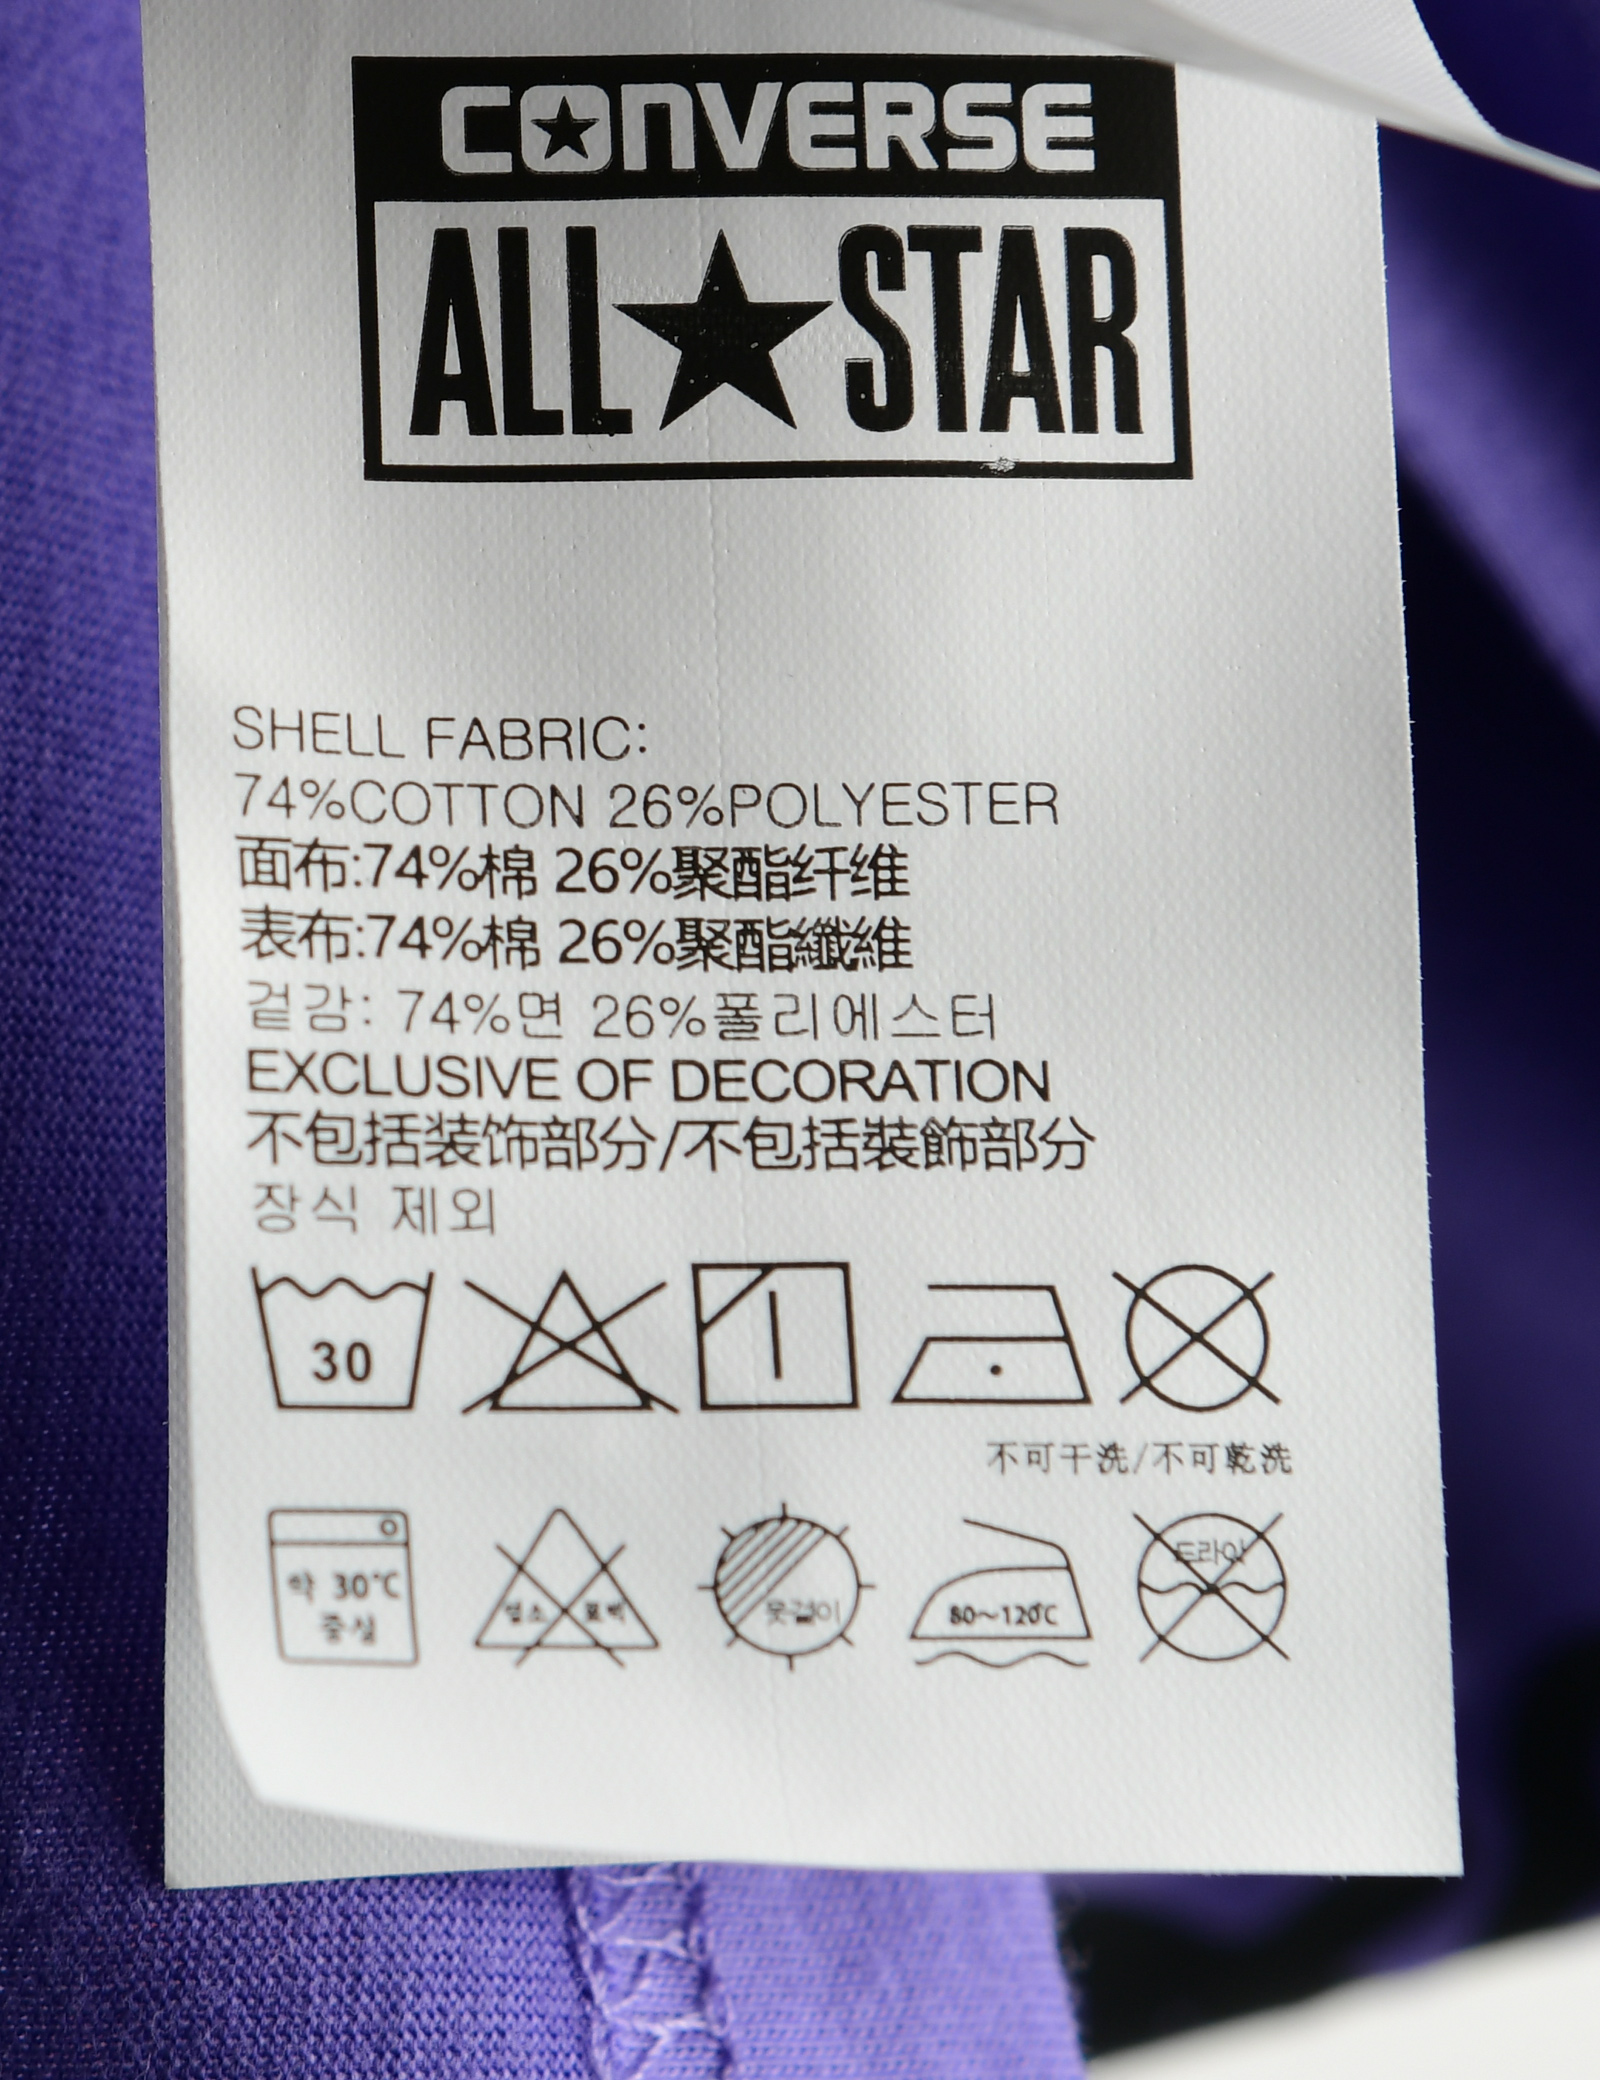 CONVERSE
ALL STAR
SHELL FABRIC:
74%COTTON 26%POLYESTER
面布:74%棉 26%聚酯纤维
表布:74%棉 26%聚酯纖維
겉감: 74%면 26%폴리에스터
EXCLUSIVE OF DECORATION
不包括装饰部分/不包括裝飾部分
장식 제외
30
不可干洗/不可乾洗
약 30℃
중성
염소 표백
옷걸이
80～120℃
드라이